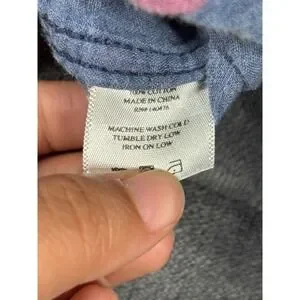 100% COTTON
MADE IN CHINA
MACHINE WASH COLD
TUMBLE DRY LOW
IRON ON LOW